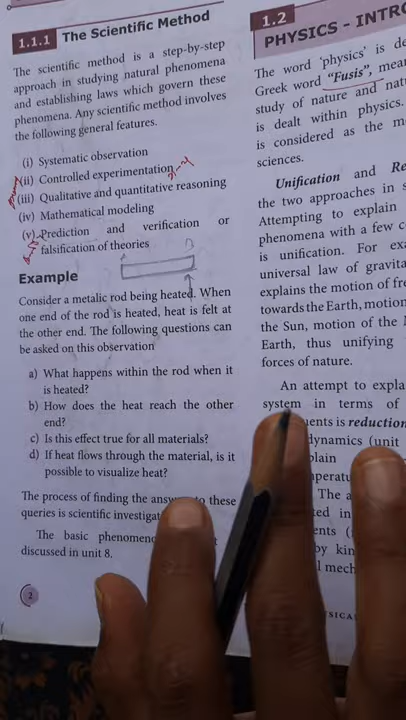 1.1.1 The Scientific Method
The scientific method is a step-by-step
approach in studying natural phenomena
and establishing laws which govern these
phenomena. Any scientific method involves
the following general features.
(i) Systematic observation
(ii) Controlled experimentation
(iii) Qualitative and quantitative reasoning
(iv) Mathematical modeling
(v) Prediction and verification or
falsification of theories
Example
Consider a metalic rod being heated. When
one end of the rod is heated, heat is felt at
the other end. The following questions can
be asked on this observation
a) What happens within the rod when it
is heated?
b) How does the heat reach the other
end?
c) Is this effect true for all materials?
d) If heat flows through the material, is it
possible to visualize heat?
The process of finding the to these
queries is scientific
The basic
discussed in unit 8.
2
1.2
PHYSICS - INTRO
The word ‘physics’ is de
Greek word “Fusis”, mean
study of nature and natu
is dealt within physics.
is considered as the m
sciences.
Unification and Re
the two approaches in s
Attempting to explain
phenomena with a few c
is unification. For exa
universal law of gravita
explains the motion of fre
towards the Earth, motion
the Sun, motion of the M
Earth, thus unifying
forces of nature.
An attempt to expla
system in terms of
is reduction
dynamics (unit
plain
The a
ted in
ents (
by kin
l mech